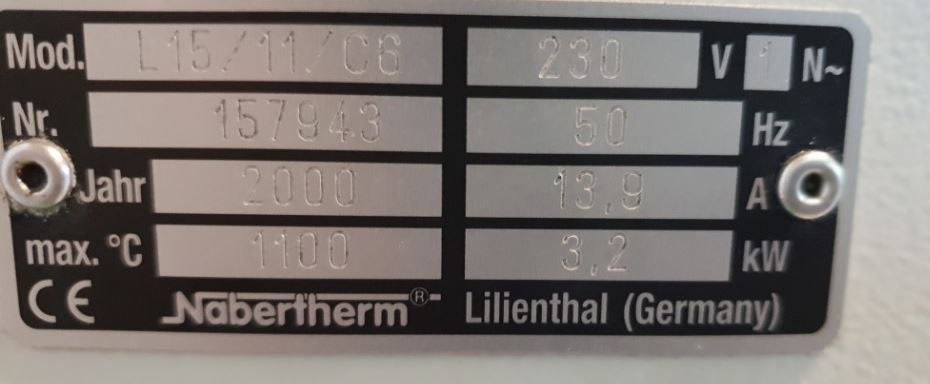 Mod. L15/11/C6 230 V 1 N~
Nr. 157943 50 Hz
Jahr 2000 13,9 A
max. °C 1100 3,2 kW
CE Nabertherm® Lilienthal (Germany)